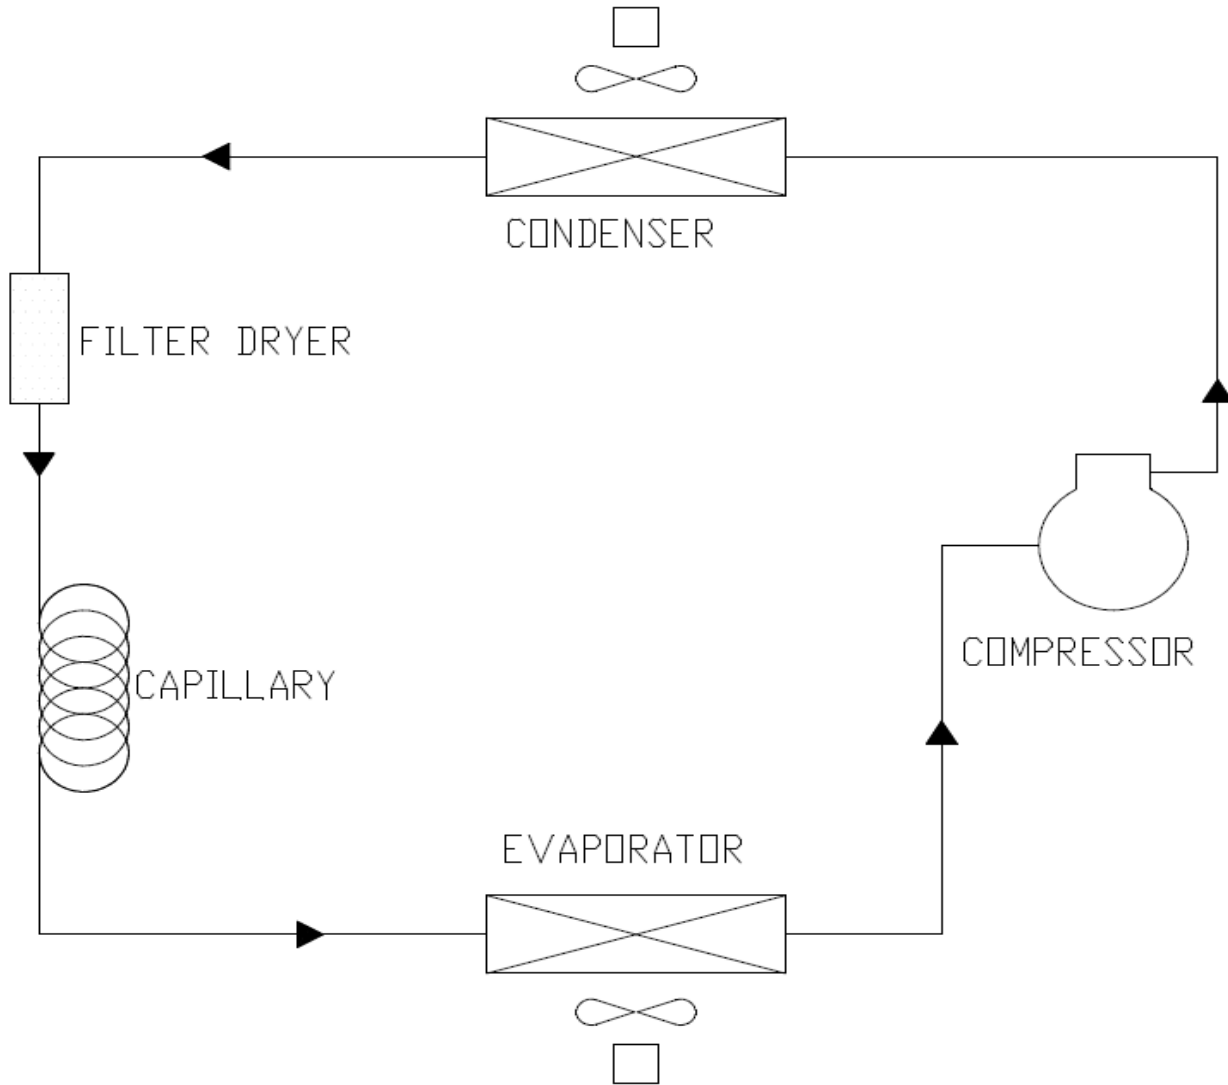 CONDENSER
FILTER DRYER
COMPRESSOR
CAPILLARY
EVAPORATOR